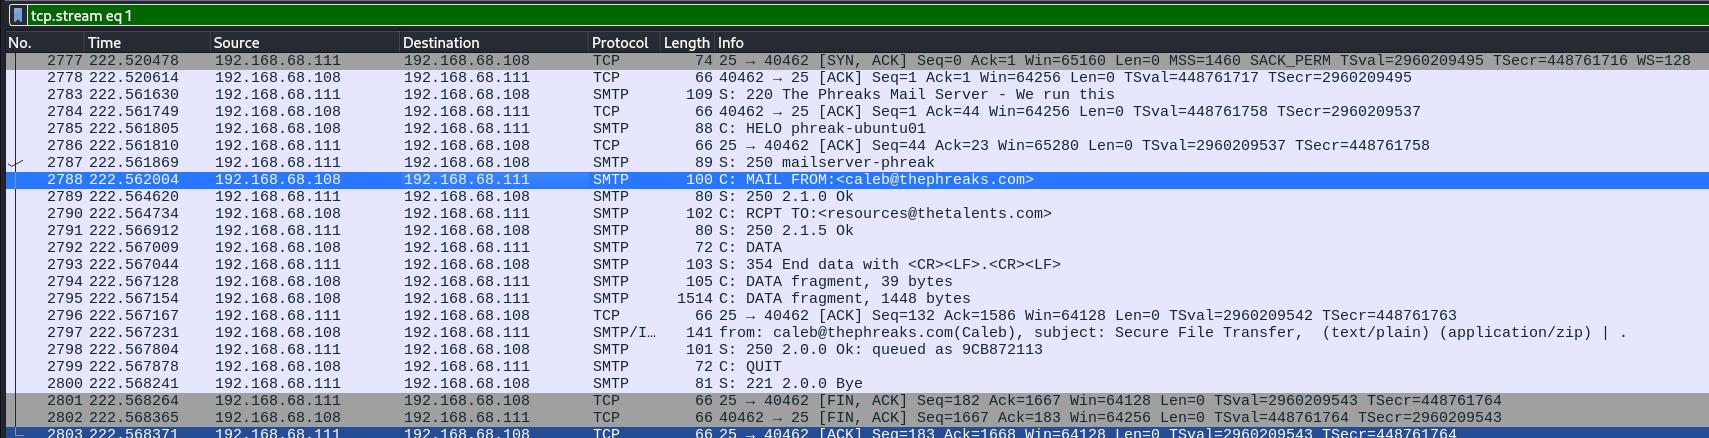 tcp.stream eq 1
No. Time Source Destination Protocol Length Info
2777 222.520478 192.168.68.111 192.168.68.108 TCP 74 25 → 40462 [SYN, ACK] Seq=0 Ack=1 Win=65160 Len=0 MSS=1460 SACK_PERM TSval=2960209495 TSecr=448761716 WS=128
2778 222.520614 192.168.68.108 192.168.68.111 TCP 66 40462 → 25 [ACK] Seq=1 Ack=1 Win=64256 Len=0 TSval=448761717 TSecr=2960209495
2783 222.561630 192.168.68.111 192.168.68.108 SMTP 109 S: 220 The Phreaks Mail Server - We run this
2784 222.561749 192.168.68.108 192.168.68.111 TCP 66 40462 → 25 [ACK] Seq=1 Ack=44 Win=64256 Len=0 TSval=448761758 TSecr=2960209537
2785 222.561805 192.168.68.108 192.168.68.111 SMTP 88 C: HELO phreak-ubuntu01
2786 222.561810 192.168.68.111 192.168.68.108 TCP 66 25 → 40462 [ACK] Seq=44 Ack=23 Win=65280 Len=0 TSval=2960209537 TSecr=448761758
2787 222.561869 192.168.68.111 192.168.68.108 SMTP 89 S: 250 mailserver-phreak
2788 222.562004 192.168.68.108 192.168.68.111 SMTP 100 C: MAIL FROM:<caleb@thephreaks.com>
2789 222.564620 192.168.68.111 192.168.68.108 SMTP 80 S: 250 2.1.0 Ok
2790 222.564734 192.168.68.108 192.168.68.111 SMTP 102 C: RCPT TO:<resources@thetalents.com>
2791 222.566912 192.168.68.111 192.168.68.108 SMTP 80 S: 250 2.1.5 Ok
2792 222.567009 192.168.68.108 192.168.68.111 SMTP 72 C: DATA
2793 222.567044 192.168.68.111 192.168.68.108 SMTP 103 S: 354 End data with <CR><LF>.<CR><LF>
2794 222.567128 192.168.68.108 192.168.68.111 SMTP 105 C: DATA fragment, 39 bytes
2795 222.567154 192.168.68.108 192.168.68.111 SMTP 1514 C: DATA fragment, 1448 bytes
2796 222.567167 192.168.68.111 192.168.68.108 TCP 66 25 → 40462 [ACK] Seq=132 Ack=1586 Win=64128 Len=0 TSval=2960209542 TSecr=448761763
2797 222.567231 192.168.68.108 192.168.68.111 SMTP/I… 141 from: caleb@thephreaks.com(Caleb), subject: Secure File Transfer,  (text/plain) (application/zip) | .
2798 222.567804 192.168.68.111 192.168.68.108 SMTP 101 S: 250 2.0.0 Ok: queued as 9CB872113
2799 222.567878 192.168.68.108 192.168.68.111 SMTP 72 C: QUIT
2800 222.568241 192.168.68.111 192.168.68.108 SMTP 81 S: 221 2.0.0 Bye
2801 222.568264 192.168.68.111 192.168.68.108 TCP 66 25 → 40462 [FIN, ACK] Seq=182 Ack=1667 Win=64128 Len=0 TSval=2960209543 TSecr=448761764
2802 222.568365 192.168.68.108 192.168.68.111 TCP 66 40462 → 25 [FIN, ACK] Seq=1667 Ack=183 Win=64256 Len=0 TSval=448761764 TSecr=2960209543
2803 222.568371 192.168.68.111 192.168.68.108 TCP 66 25 → 40462 [ACK] Seq=183 Ack=1668 Win=64128 Len=0 TSval=2960209543 TSecr=448761764